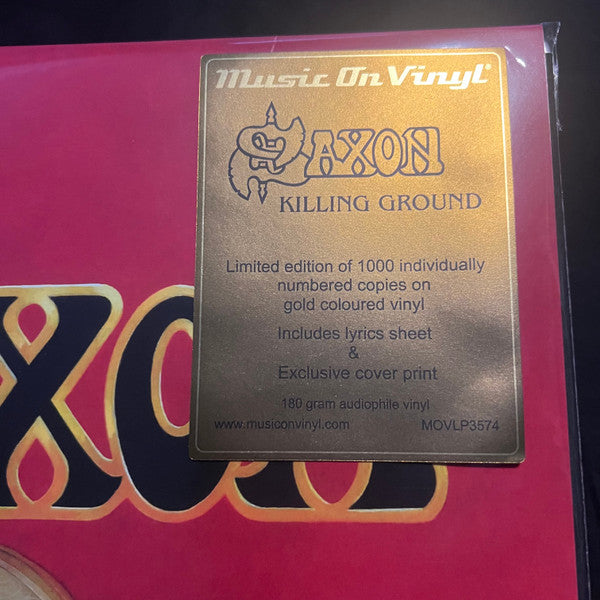 Music On Vinyl®
SAXON
KILLING GROUND
Limited edition of 1000 individually
numbered copies on
gold coloured vinyl
Includes lyrics sheet
&
Exclusive cover print
180 gram audiophile vinyl
www.musiconvinyl.com MOVLP3574
XON